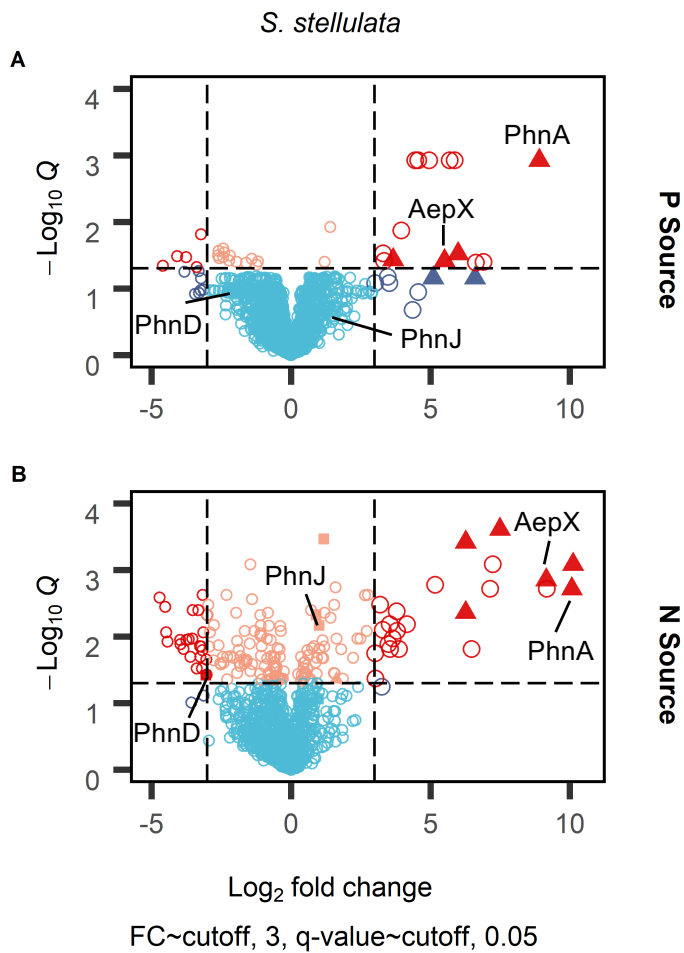 S. stellulata
A
4
3
2
1
0
−Log10 Q
PhnA
AepX
PhnD
PhnJ
P Source
-5 0 5 10
B
4
3
2
1
0
−Log10 Q
AepX
PhnJ
PhnA
PhnD
N Source
-5 0 5 10
Log2 fold change
FC~cutoff, 3, q-value~cutoff, 0.05